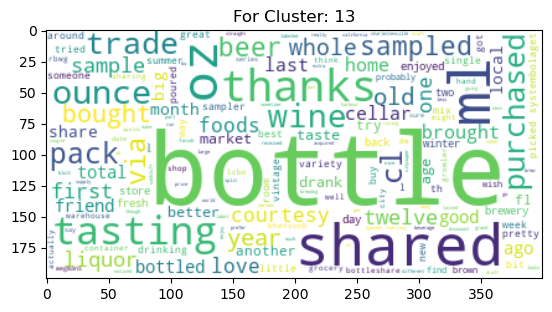 For Cluster: 13
0
25
50
75
100
125
150
175
0
50
100
150
200
250
300
350
bottle
shared
tasting
thanks
ml
oz
wine
ounce
pack
trade
beer
whole
sampled
sample
purchased
bought
via
cellar
old
last
home
brought
foods
month
market
share
first
friend
total
courtesy
year
twelve
good
liquor
bottled
love
better
another
ago
cl
one
age
two
try
taste
variety
drank
store
fresh
drinking
day
new
fl
brewery
pretty
bit
week
wish
winter
local
big
around
tried
someone
summer
great
think
enjoyed
single
got
poured
sampler
probably
best
shop
vintage
lcbo
little
grocery
bottleshare
find
brown
buy
back
well
warehouse
container
actually
picked
systembolaget
rbwg
sharing
hand
city
large
date